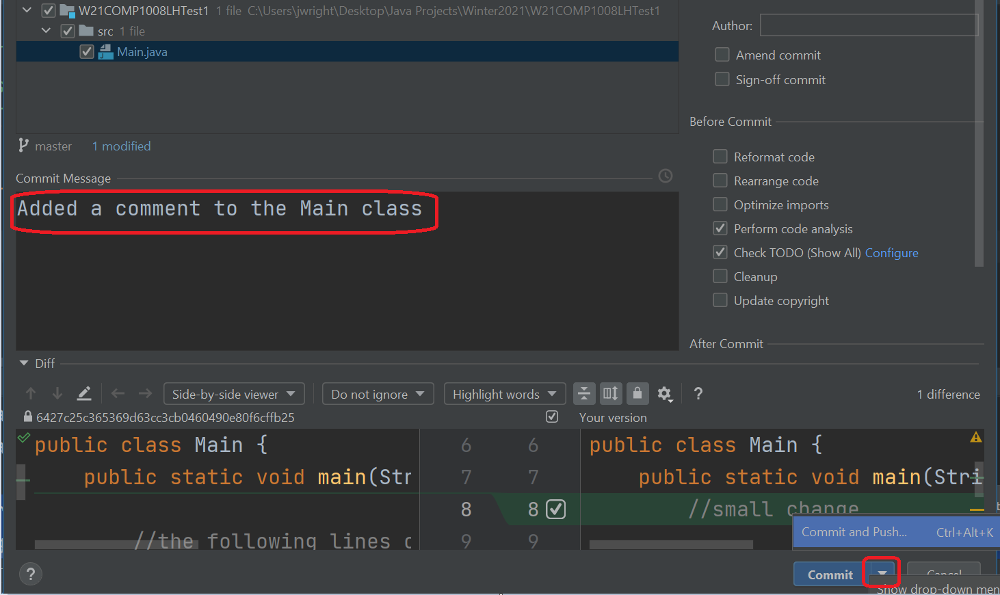 W21COMP1008LHTest1 1 file C:\Users\jwright\Desktop\Java Projects\Winter2021\W21COMP1008LHTest1
src 1 file
Main.java
master 1 modified
Commit Message
Added a comment to the Main class
Author:
Amend commit
Sign-off commit
Before Commit
Reformat code
Rearrange code
Optimize imports
Perform code analysis
Check TODO (Show All) Configure
Cleanup
Update copyright
After Commit
Diff
Side-by-side viewer Do not ignore Highlight words ? 1 difference
6427c25c365369d63cc3cb0460490e80f6cffb25 Your version
public class Main { 6 6 public class Main {
public static void main(Str 7 7 public static void main(Stri
8 8 //small change
//the following lines c 9 9
Commit and Push... Ctrl+Alt+K
? Commit Cancel
Show drop-down men